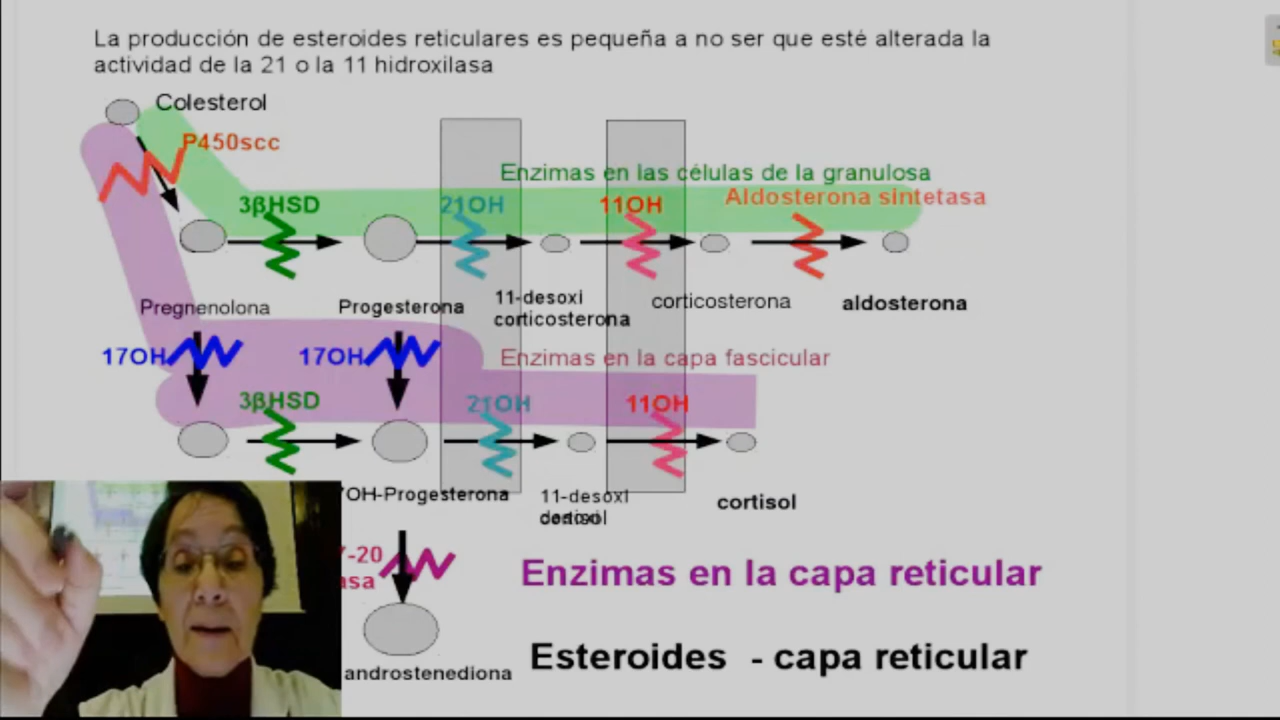 La producción de esteroides reticulares es pequeña a no ser que esté alterada la
actividad de la 21 o la 11 hidroxilasa
Colesterol
P450scc
Enzimas en las células de la granulosa
3βHSD
21OH
11OH
Aldosterona sintetasa
Pregnenolona
Progesterona
11-desoxi
corticosterona
corticosterona
aldosterona
17OH
17OH
Enzimas en la capa fascicular
3βHSD
21OH
11OH
OH-Progesterona
11-desoxi
cortisol
-20
asa
Enzimas en la capa reticular
androstenediona
Esteroides - capa reticular